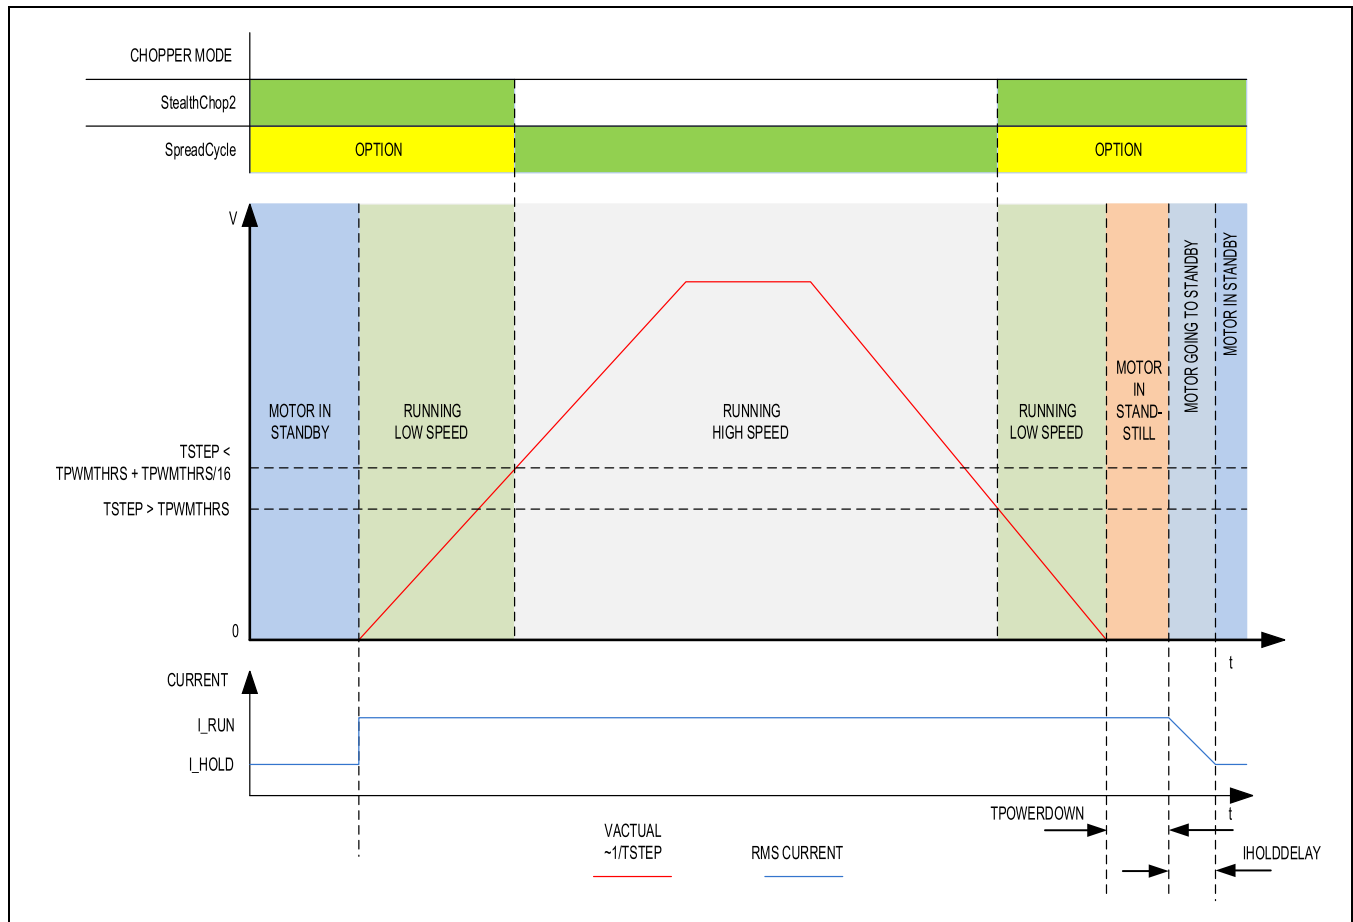 CHOPPER MODE
StealthChop2
SpreadCycle
OPTION
OPTION
V
MOTOR IN
STANDBY
RUNNING
LOW SPEED
RUNNING
HIGH SPEED
RUNNING
LOW SPEED
MOTOR
IN
STAND-
STILL
MOTOR GOING TO STANDBY
MOTOR IN STANDBY
TSTEP <
TPWMTHRS + TPWMTHRS/16
TSTEP > TPWMTHRS
0
t
CURRENT
I_RUN
I_HOLD
t
TPOWERDOWN
IHOLDDELAY
VACTUAL
~1/TSTEP
RMS CURRENT